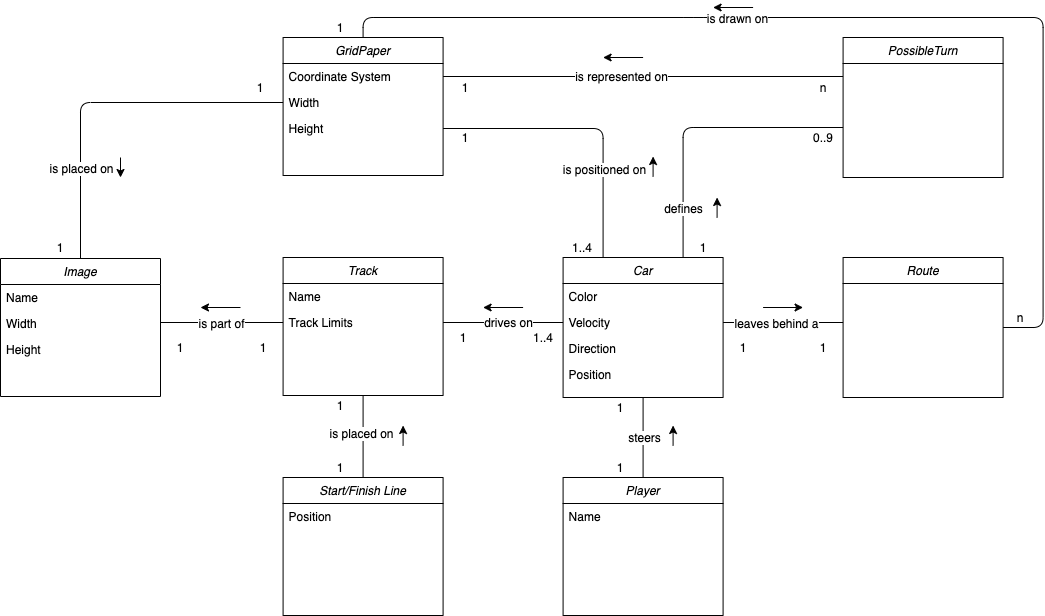 is drawn on
1
GridPaper
Coordinate System
Width
Height
PossibleTurn
is represented on
1
n
1
1
0..9
is placed on
is positioned on
defines
1
1..4
1
Image
Name
Width
Height
Track
Name
Track Limits
Car
Color
Velocity
Direction
Position
Route
n
is part of
1
1
drives on
1
1..4
leaves behind a
1
1
1
is placed on
1
1
steers
1
Start/Finish Line
Position
Player
Name